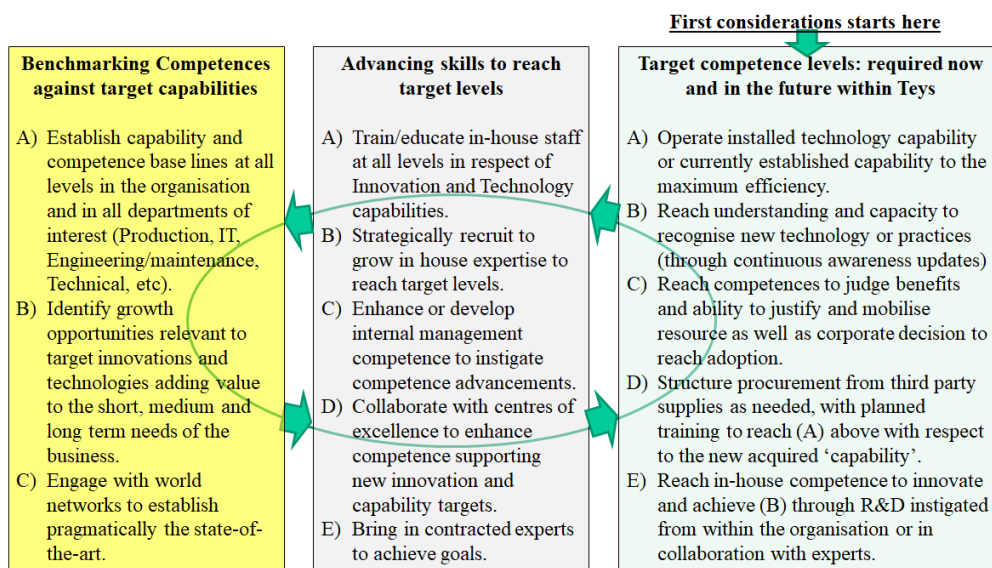 First considerations starts here
Benchmarking Competences
against target capabilities
A) Establish capability and
competence base lines at all
levels in the organisation
and in all departments of
interest (Production, IT,
Engineering/maintenance,
Technical, etc).
B) Identify growth
opportunities relevant to
target innovations and
technologies adding value
to the short, medium and
long term needs of the
business.
C) Engage with world
networks to establish
pragmatically the state-of-
the-art.
Advancing skills to reach
target levels
A) Train/educate in-house staff
at all levels in respect of
Innovation and Technology
capabilities.
B) Strategically recruit to
grow in house expertise to
reach target levels.
C) Enhance or develop
internal management
competence to instigate
competence advancements.
D) Collaborate with centres of
excellence to enhance
competence supporting
new innovation and
capability targets.
E) Bring in contracted experts
to achieve goals.
Target competence levels: required now
and in the future within Teys
A) Operate installed technology capability
or currently established capability to the
maximum efficiency.
B) Reach understanding and capacity to
recognise new technology or practices
(through continuous awareness updates)
C) Reach competences to judge benefits
and ability to justify and mobilise
resource as well as corporate decision to
reach adoption.
D) Structure procurement from third party
supplies as needed, with planned
training to reach (A) above with respect
to the new acquired ‘capability’.
E) Reach in-house competence to innovate
and achieve (B) through R&D instigated
from within the organisation or in
collaboration with experts.